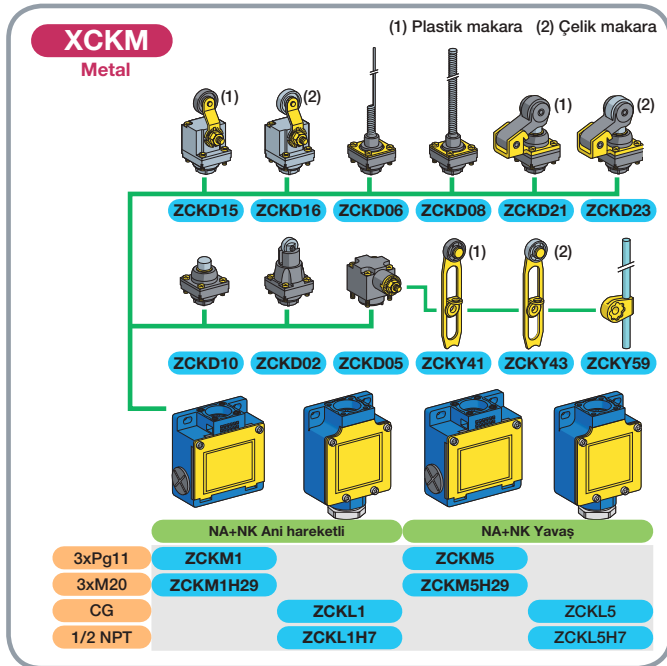 XCKM
Metal
(1) Plastik makara (2) Çelik makara
(1) (2) (1) (2)
ZCKD15 ZCKD16 ZCKD06 ZCKD08 ZCKD21 ZCKD23
(1) (2)
ZCKD10 ZCKD02 ZCKD05 ZCKY41 ZCKY43 ZCKY59
NA+NK Ani hareketli NA+NK Yavaş
3xPg11 ZCKM1 ZCKM5
3xM20 ZCKM1H29 ZCKM5H29
CG ZCKL1 ZCKL5
1/2 NPT ZCKL1H7 ZCKL5H7